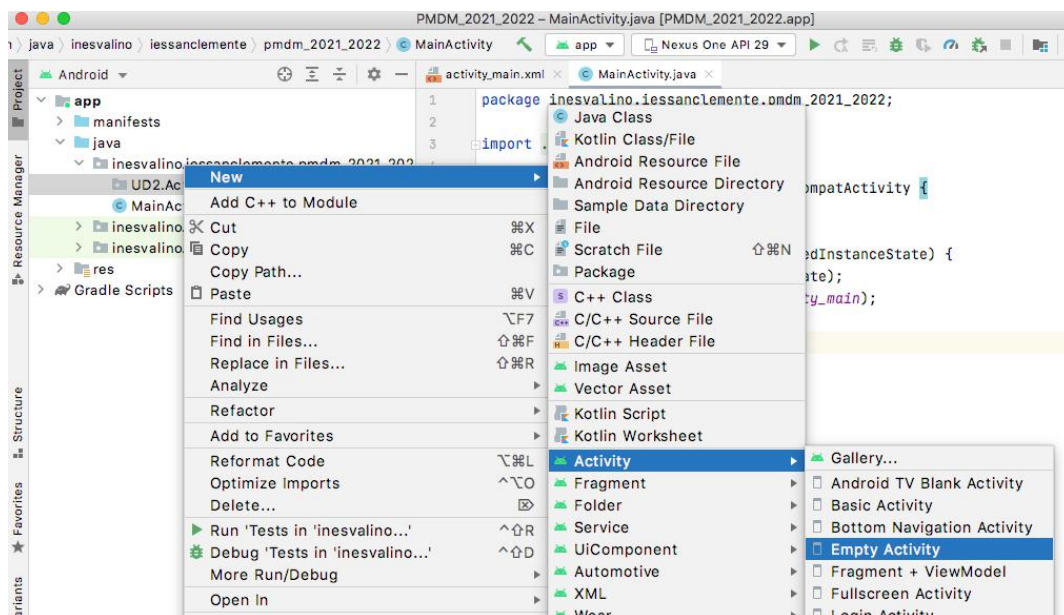 PMDM_2021_2022 – MainActivity.java [PMDM_2021_2022.app]
java inesvalino iessanclemente pmdm_2021_2022 MainActivity app Nexus One API 29
Project
Android
activity_main.xml
MainActivity.java
app
manifests
java
inesvalino.iessanclemente.pmdm_2021_202
UD2.Ac
MainAc
inesvalino.
inesvalino.
res
Gradle Scripts
Resource Manager
Structure
Favorites
ariants
1 package inesvalino.iessanclemente.pmdm_2021_2022;
2
3 import .
ompatActivity {
edInstanceState) {
ate);
ty_main);
New
Add C++ to Module
Cut ⌘X
Copy ⌘C
Copy Path...
Paste ⌘V
Find Usages ⌥F7
Find in Files... ⇧⌘F
Replace in Files... ⇧⌘R
Analyze
Refactor
Add to Favorites
Reformat Code ⌥⌘L
Optimize Imports ^⌥O
Delete... ⌦
Run 'Tests in 'inesvalino...' ^⇧R
Debug 'Tests in 'inesvalino...' ^⇧D
More Run/Debug
Open In
Java Class
Kotlin Class/File
Android Resource File
Android Resource Directory
Sample Data Directory
File
Scratch File ⇧⌘N
Package
C++ Class
C/C++ Source File
C/C++ Header File
Image Asset
Vector Asset
Kotlin Script
Kotlin Worksheet
Activity
Fragment
Folder
Service
UiComponent
Automotive
XML
Wear
Gallery...
Android TV Blank Activity
Basic Activity
Bottom Navigation Activity
Empty Activity
Fragment + ViewModel
Fullscreen Activity
Login Activity